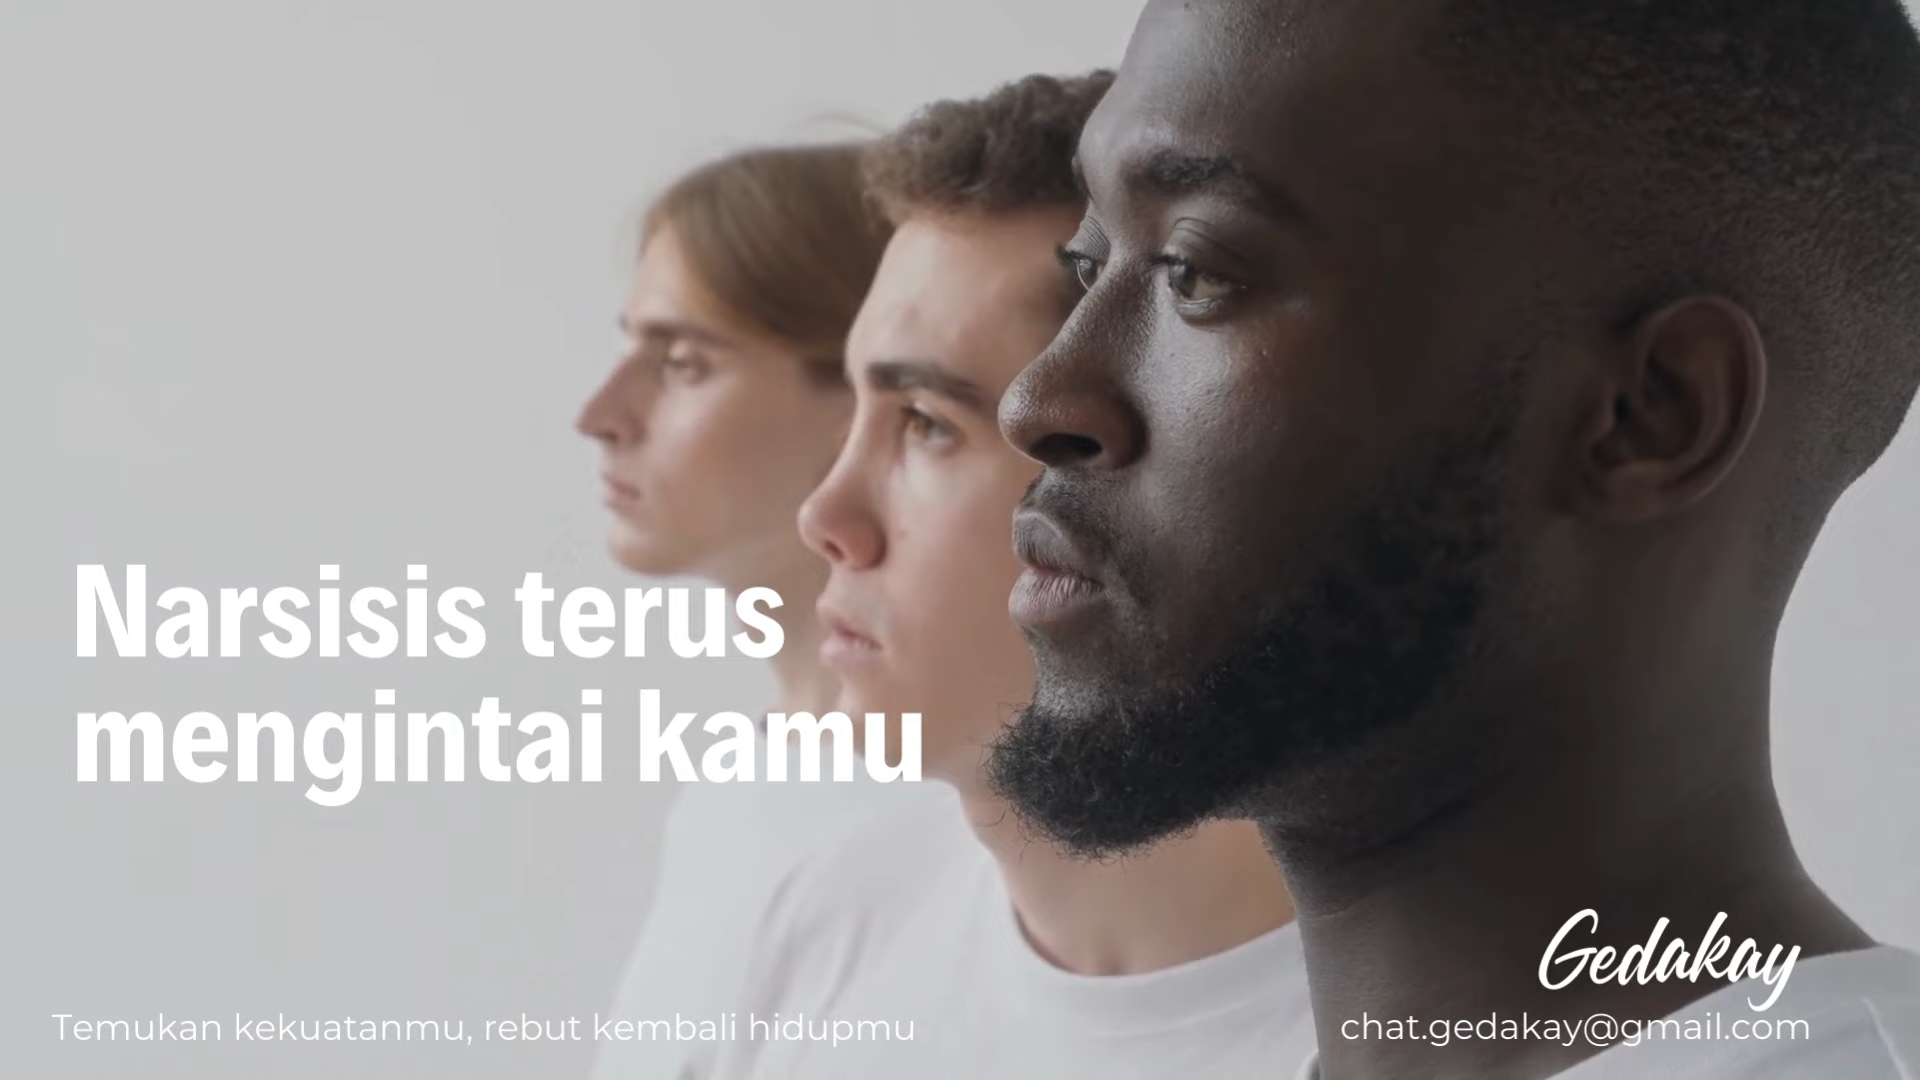 Narsisis terus
mengintai kamu
Gedakay
Temukan kekuatanmu, rebut kembali hidupmu
chat.gedakay@gmail.com